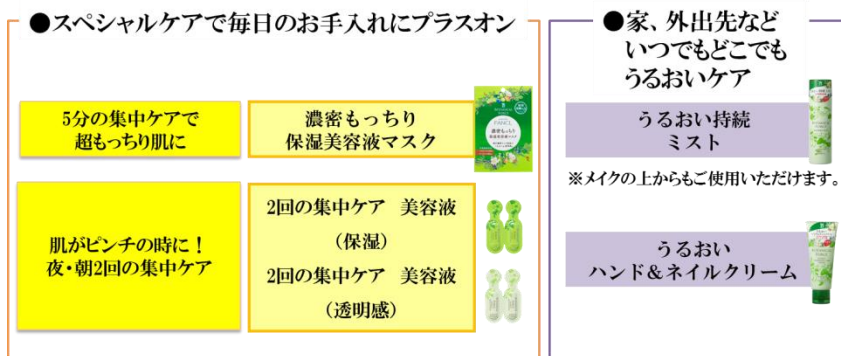 ●スペシャルケアで毎日のお手入れにプラスオン
5分の集中ケアで
超もっちり肌に
濃密もっちり
保湿美容液マスク
濃密もっちり
肌がピンチの時に！
夜・朝2回の集中ケア
2回の集中ケア　美容液
（保湿）
2回の集中ケア　美容液
（透明感）
●家、外出先など
いつでもどこでも
うるおいケア
うるおい持続
ミスト
※メイクの上からもご使用いただけます。
うるおい
ハンド＆ネイルクリーム